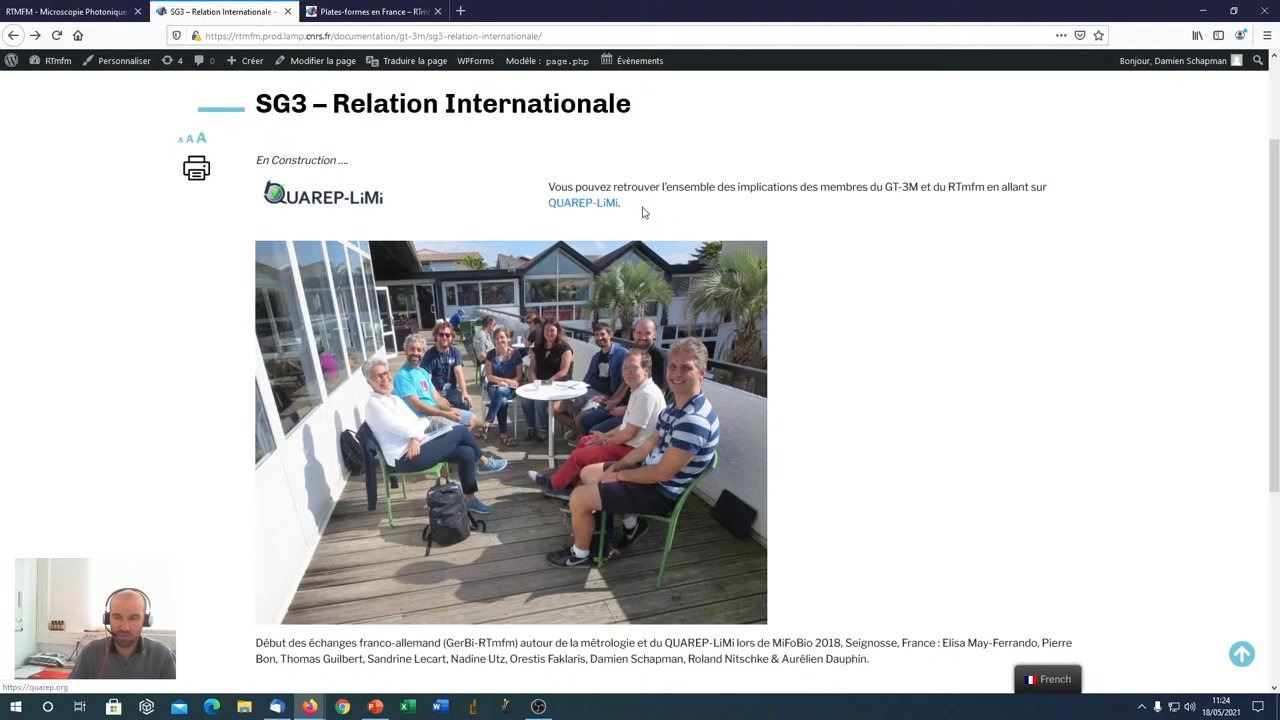 RTMFM – Microscopie Photonique
SG3 – Relation Internationale –
Plates-formes en France – RTm
https://rtmfm.prod.lamp.cnrs.fr/documentation/gt-3m/sg3-relation-internationale/
RTmfm
Personnaliser
4
0
Créer
Modifier la page
Traduire la page
WPForms
Modèle : page.php
Événements
Bonjour, Damien Schapman
SG3 – Relation Internationale
A A A
En Construction ….
QUAREP-LiMi
Vous pouvez retrouver l’ensemble des implications des membres du GT-3M et du RTmfm en allant sur
QUAREP-LiMi.
Début des échanges franco-allemand (GerBi-RTmfm) autour de la métrologie et du QUAREP-LiMi lors de MiFoBio 2018, Seignosse, France : Elisa May-Ferrando, Pierre
Bon, Thomas Guilbert, Sandrine Lecart, Nadine Utz, Orestis Faklaris, Damien Schapman, Roland Nitschke & Aurélien Dauphin.
French
https://quarep.org
11:24
18/05/2021